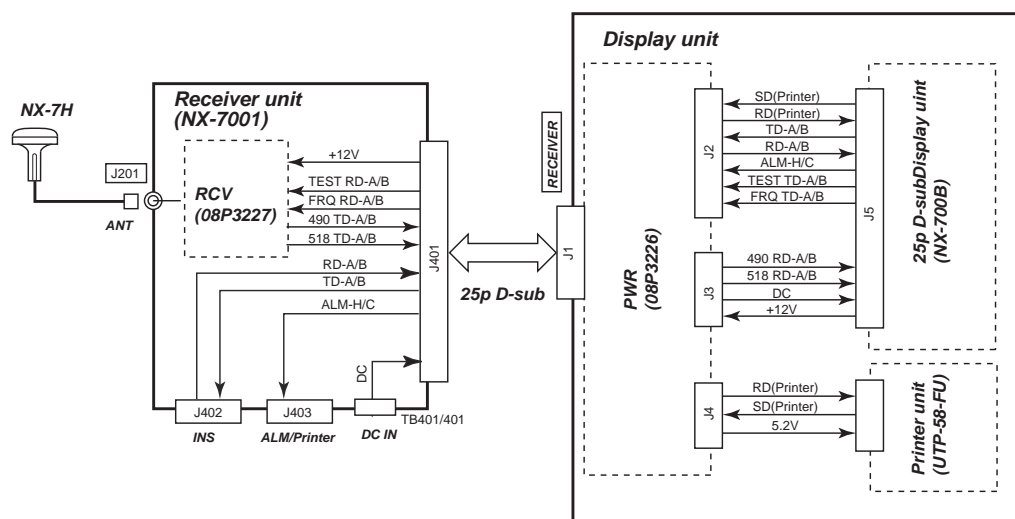 NX-7H
J201
ANT
Receiver unit
(NX-7001)
RCV
(08P3227)
+12V
TEST RD-A/B
FRQ RD-A/B
490 TD-A/B
518 TD-A/B
RD-A/B
TD-A/B
ALM-H/C
DC
J401
J402
INS
J403
ALM/Printer
DC IN
TB401/401
25p D-sub
RECEIVER
J1
Display unit
PWR
(08P3226)
J2
SD(Printer)
RD(Printer)
TD-A/B
RD-A/B
ALM-H/C
TEST TD-A/B
FRQ TD-A/B
J3
490 RD-A/B
518 RD-A/B
DC
+12V
J5
25p D-subDisplay uint
(NX-700B)
J4
RD(Printer)
SD(Printer)
5.2V
Printer unit
(UTP-58-FU)